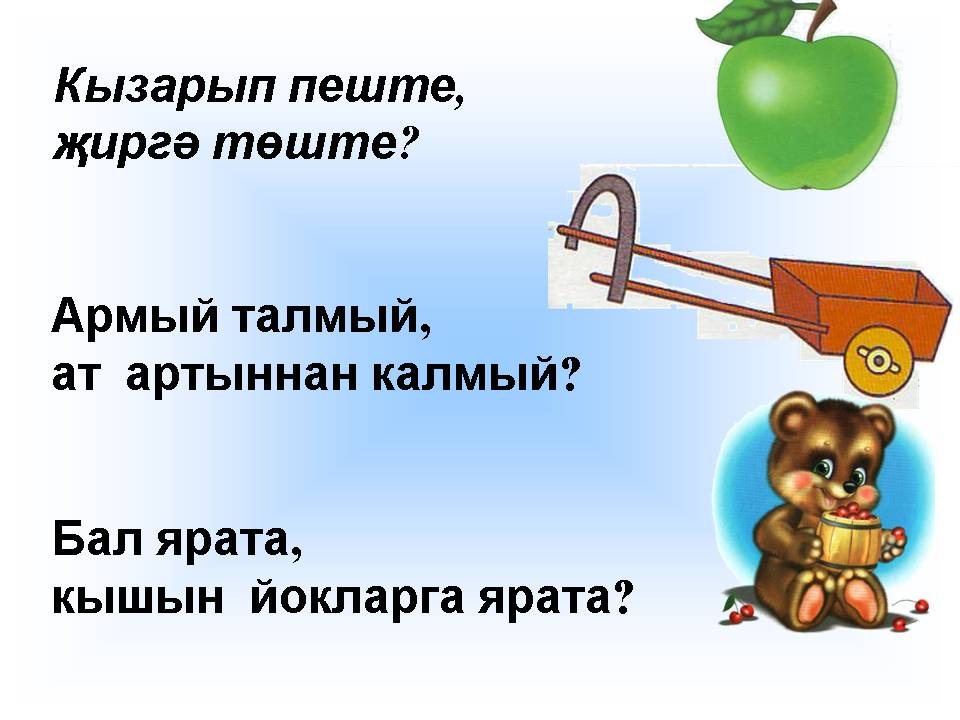 Кызарып пеште,
җиргә төште?
Армый талмый,
ат артыннан калмый?
Бал ярата,
кышын йокларга ярата?